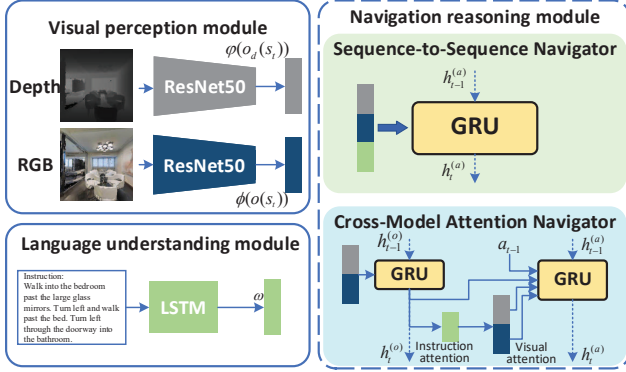 Visual perception module
Depth
ResNet50
φ(o_d(s_t))
RGB
ResNet50
ϕ(o(s_t))
Language understanding module
Instruction:
Walk into the bedroom
past the large glass
mirrors. Turn left and walk
past the bed. Turn left
through the doorway into
the bathroom.
LSTM
ω
Navigation reasoning module
Sequence-to-Sequence Navigator
h_{t-1}^{(a)}
GRU
h_t^{(a)}
Cross-Model Attention Navigator
h_{t-1}^{(o)}
a_{t-1}
h_{t-1}^{(a)}
GRU
GRU
h_t^{(o)}
Instruction
attention
Visual
attention
h_t^{(a)}